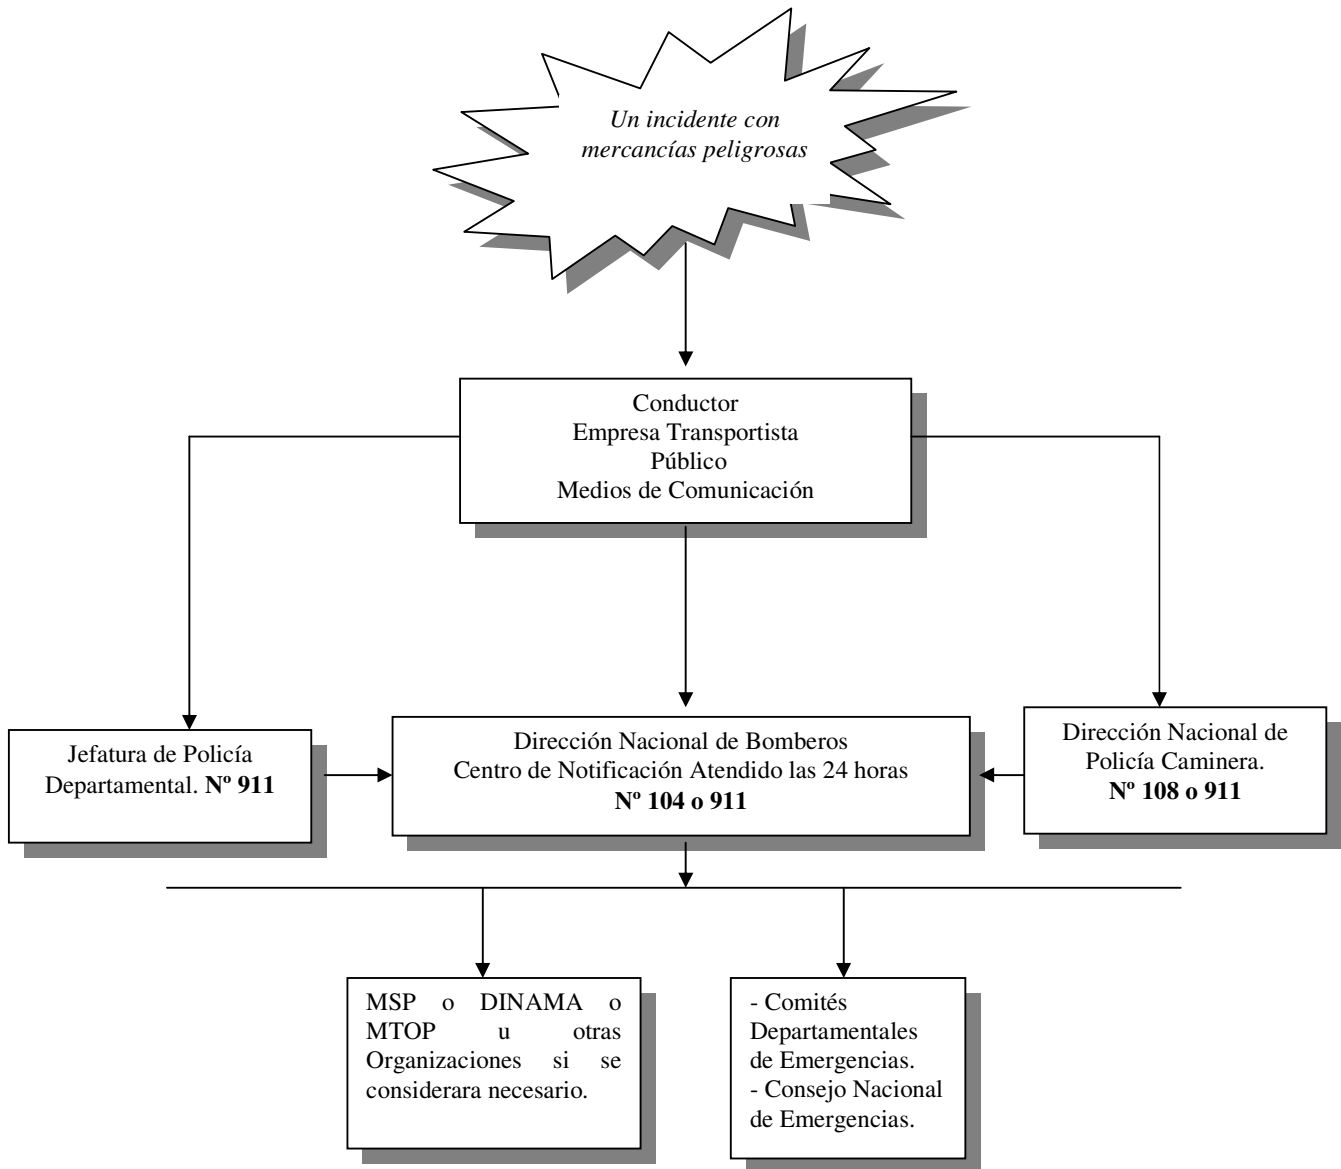 Un incidente con
mercancías peligrosas
Conductor
Empresa Transportista
Público
Medios de Comunicación
Jefatura de Policía
Departamental. Nº 911
Dirección Nacional de Bomberos
Centro de Notificación Atendido las 24 horas
Nº 104 o 911
Dirección Nacional de
Policía Caminera.
Nº 108 o 911
MSP o DINAMA o
MTOP u otras
Organizaciones si se
considerara necesario.
- Comités
Departamentales
de Emergencias.
- Consejo Nacional
de Emergencias.